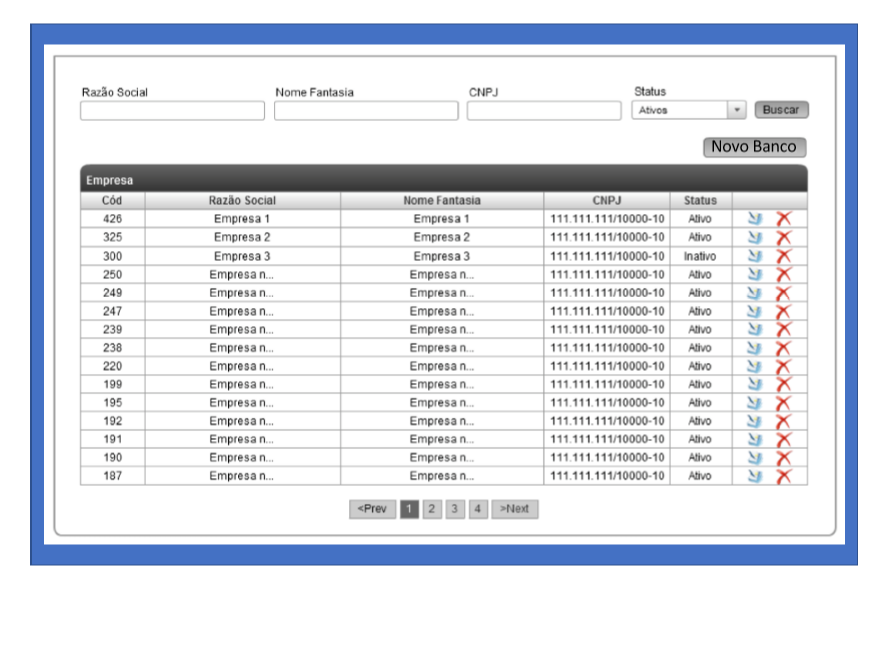 Razão Social Nome Fantasia CNPJ Status
Ativos Buscar
Novo Banco
Empresa
Cód Razão Social Nome Fantasia CNPJ Status
426 Empresa 1 Empresa 1 111.111.111/10000-10 Ativo
325 Empresa 2 Empresa 2 111.111.111/10000-10 Ativo
300 Empresa 3 Empresa 3 111.111.111/10000-10 Inativo
250 Empresa n... Empresa n... 111.111.111/10000-10 Ativo
249 Empresa n... Empresa n... 111.111.111/10000-10 Ativo
247 Empresa n... Empresa n... 111.111.111/10000-10 Ativo
239 Empresa n... Empresa n... 111.111.111/10000-10 Ativo
238 Empresa n... Empresa n... 111.111.111/10000-10 Ativo
220 Empresa n... Empresa n... 111.111.111/10000-10 Ativo
199 Empresa n... Empresa n... 111.111.111/10000-10 Ativo
195 Empresa n... Empresa n... 111.111.111/10000-10 Ativo
192 Empresa n... Empresa n... 111.111.111/10000-10 Ativo
191 Empresa n... Empresa n... 111.111.111/10000-10 Ativo
190 Empresa n... Empresa n... 111.111.111/10000-10 Ativo
187 Empresa n... Empresa n... 111.111.111/10000-10 Ativo
<Prev 1 2 3 4 >Next